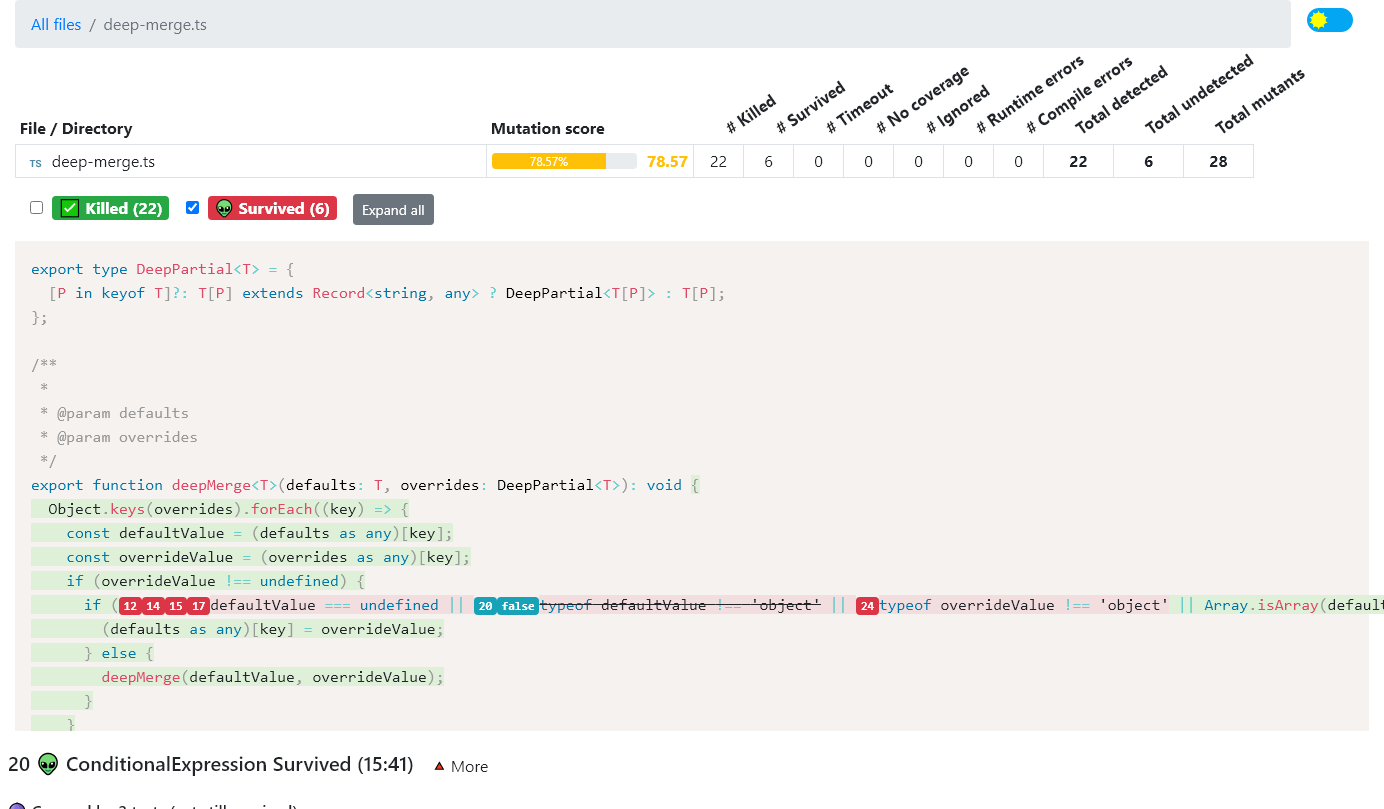 All files / deep-merge.ts
# Killed
# Survived
# Timeout
# No coverage
# Ignored
# Runtime errors
# Compile errors
Total detected
Total undetected
Total mutants
File / Directory Mutation score
TS deep-merge.ts 78.57% 78.57 22 6 0 0 0 0 0 22 6 28
✅ Killed (22) 👽 Survived (6) Expand all
export type DeepPartial<T> = {
[P in keyof T]?: T[P] extends Record<string, any> ? DeepPartial<T[P]> : T[P];
};
/**
*
* @param defaults
* @param overrides
*/
export function deepMerge<T>(defaults: T, overrides: DeepPartial<T>): void {
Object.keys(overrides).forEach((key) => {
const defaultValue = (defaults as any)[key];
const overrideValue = (overrides as any)[key];
if (overrideValue !== undefined) {
if (12 14 15 17 defaultValue === undefined || 20 false typeof defaultValue !== 'object' || 24 typeof overrideValue !== 'object' || Array.isArray(default
(defaults as any)[key] = overrideValue;
} else {
deepMerge(defaultValue, overrideValue);
}
}
20 👽 ConditionalExpression Survived (15:41) 🔺 More